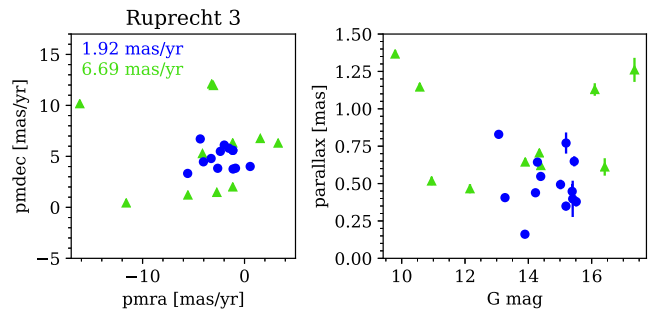 Ruprecht 3
1.92 mas/yr
6.69 mas/yr
15
10
5
0
−5
pmdec [mas/yr]
−10
0
pmra [mas/yr]
1.50
1.25
1.00
0.75
0.50
0.25
0.00
parallax [mas]
10
12
14
16
G mag